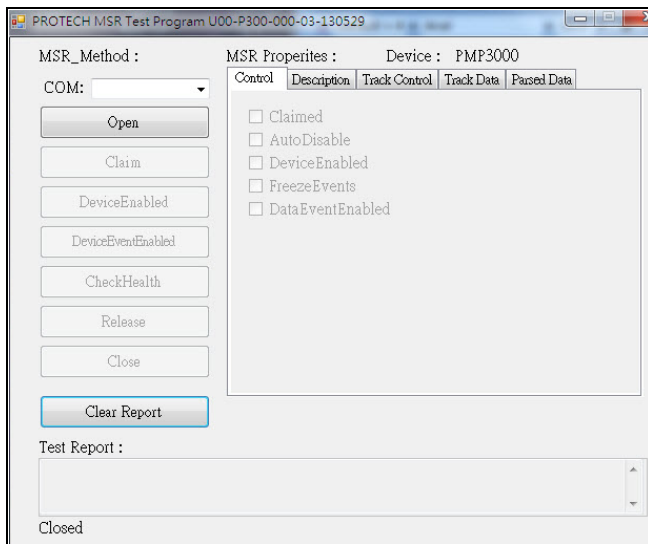 PROTECH MSR Test Program U00-P300-000-03-130529
MSR_Method :
MSR Properites : Device : PMP3000
COM:
Control Description Track Control Track Data Parsed Data
Open
Claim
DeviceEnabled
DeviceEventEnabled
CheckHealth
Release
Close
Clear Report
Claimed
AutoDisable
DeviceEnabled
FreezeEvents
DataEventEnabled
Test Report :
Closed